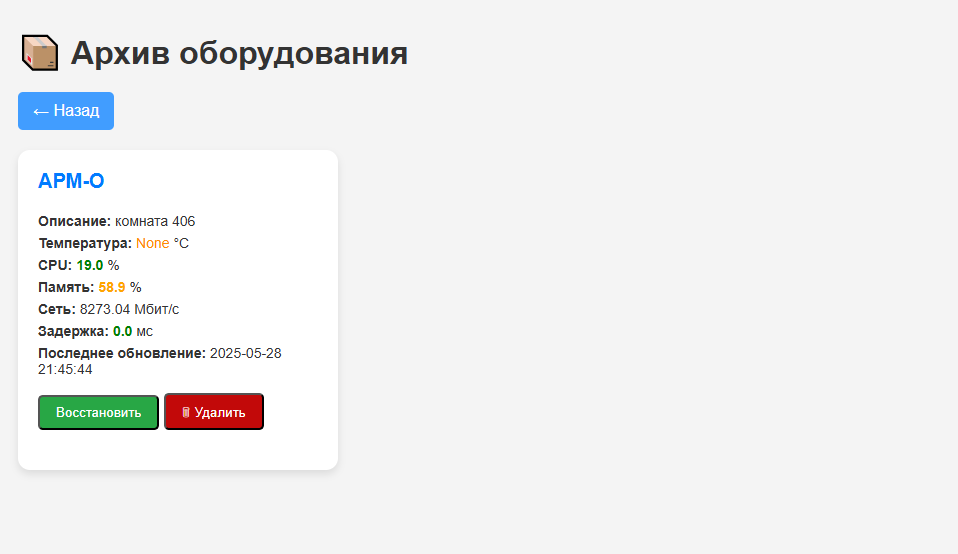 Архив оборудования
← Назад
АРМ-О
Описание: комната 406
Температура: None °C
CPU: 19.0 %
Память: 58.9 %
Сеть: 8273.04 Мбит/с
Задержка: 0.0 мс
Последнее обновление: 2025-05-28
21:45:44
Восстановить
Удалить